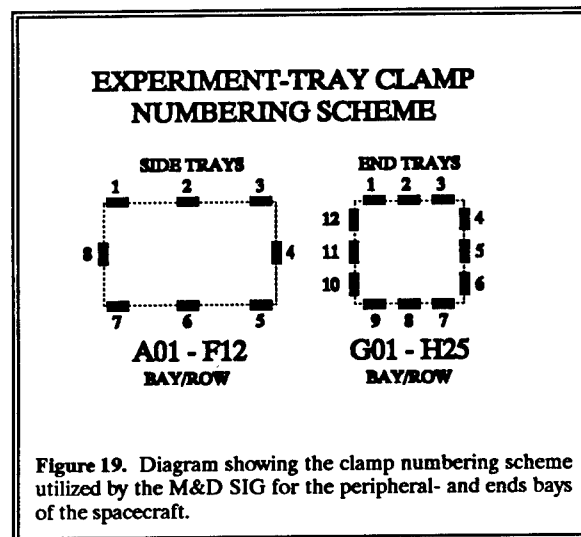 EXPERIMENT-TRAY CLAMP
NUMBERING SCHEME
SIDE TRAYS
1 2 3
8 4
7 6 5
A01 - F12
BAY/ROW
END TRAYS
1 2 3
12 4
11 5
10 6
9 8 7
G01 - H25
BAY/ROW
Figure 19. Diagram showing the clamp numbering scheme
utilized by the M&D SIG for the peripheral- and ends bays
of the spacecraft.